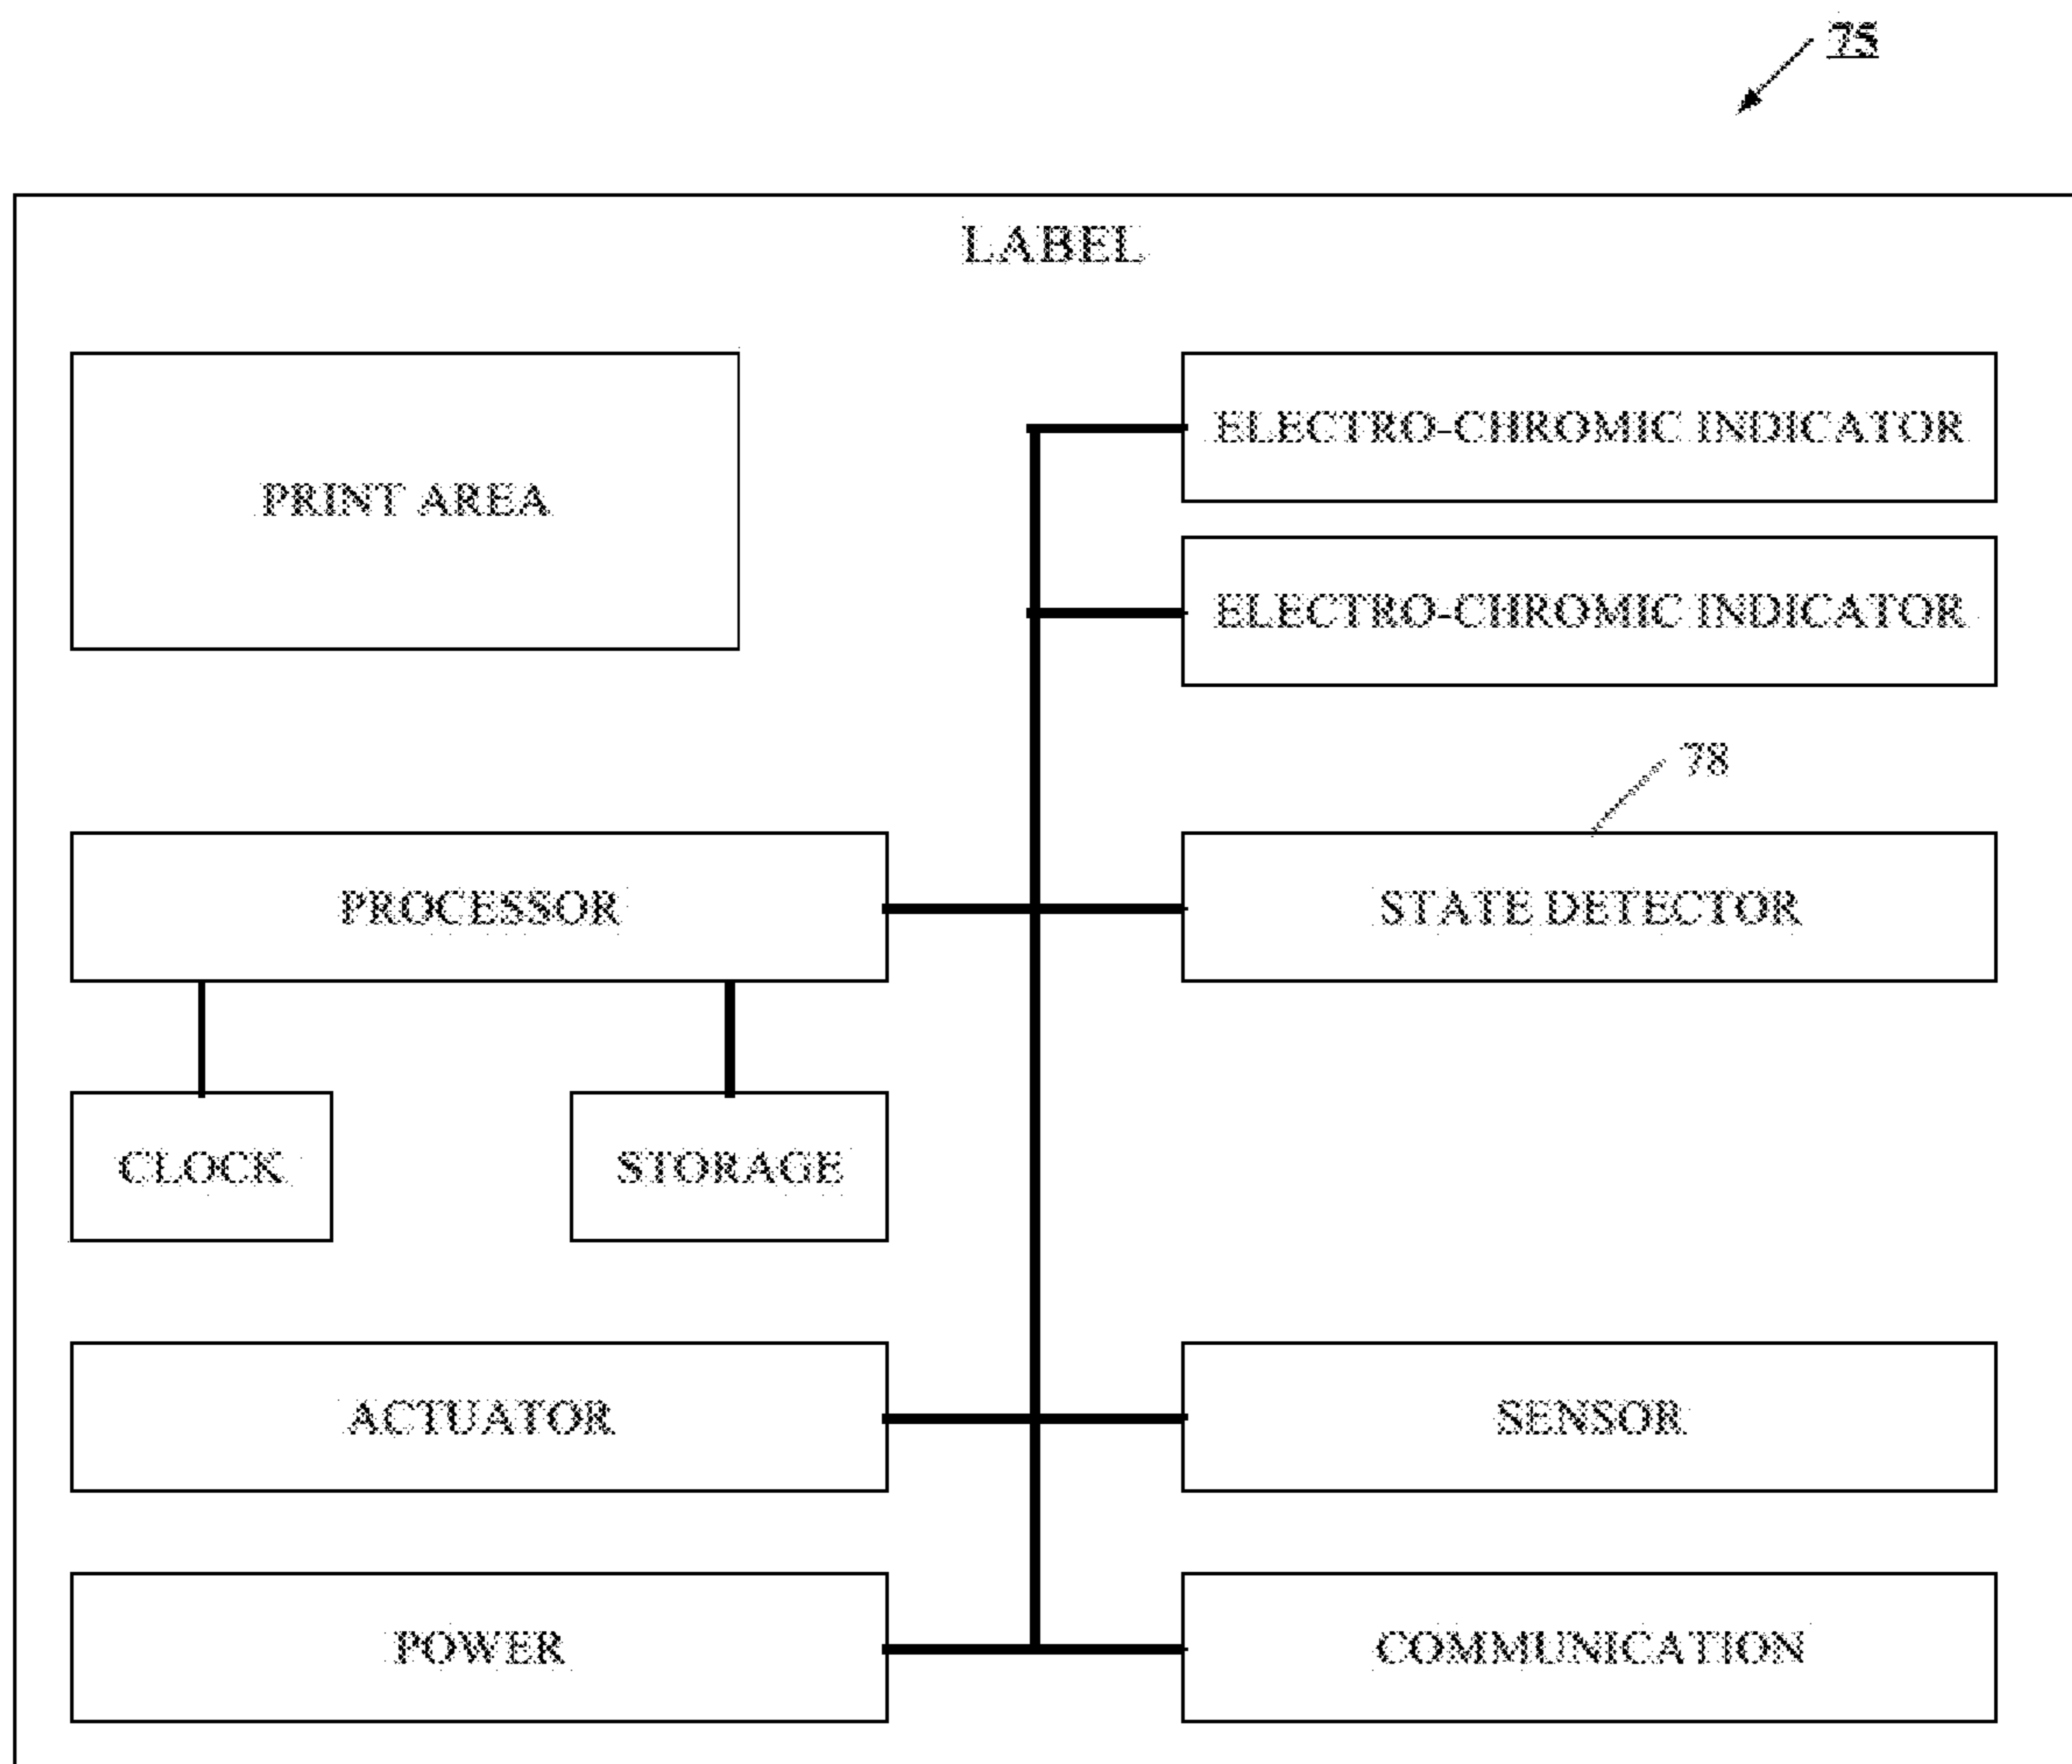 75
LABEL
PRINT AREA
ELECTRO-CHROMIC INDICATOR
ELECTRO-CHROMIC INDICATOR
78
PROCESSOR
STATE DETECTOR
CLOCK
STORAGE
ACTUATOR
SENSOR
POWER
COMMUNICATION